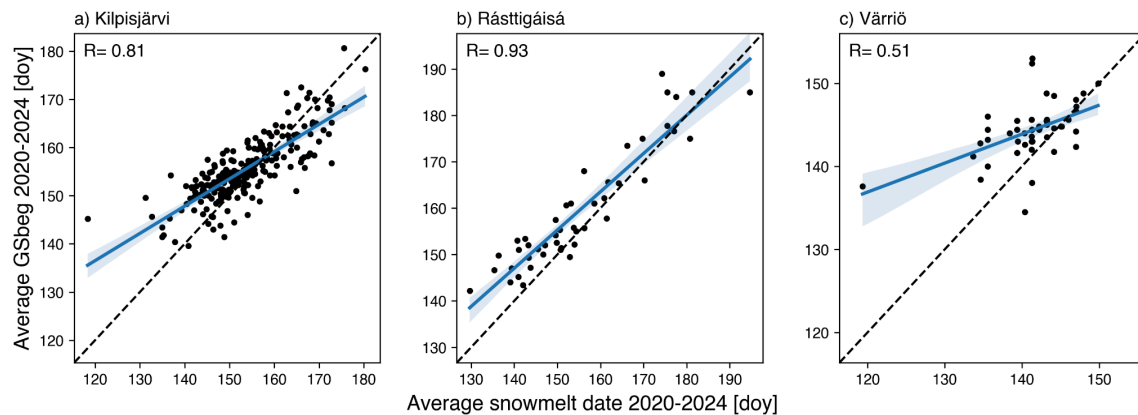 a) Kilpisjärvi
b) Rásttigáisá
c) Värriö
Average GSbeg 2020-2024 [doy]
R= 0.81
R= 0.93
R= 0.51
180
170
160
150
140
130
120
190
180
170
160
150
140
130
150
140
130
120
120 130 140 150 160 170 180
130 140 150 160 170 180 190
120 130 140 150
Average snowmelt date 2020-2024 [doy]